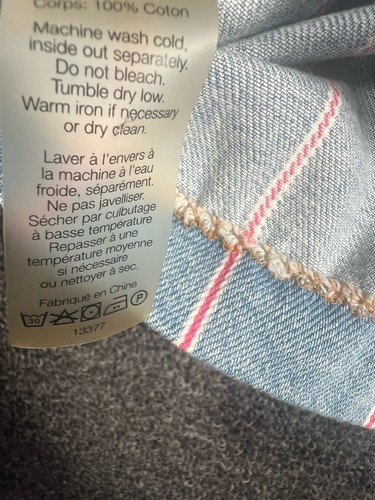 Corps: 100% Coton
Machine wash cold,
inside out separately.
Do not bleach.
Tumble dry low.
Warm iron if necessary
or dry clean.
Laver à l'envers à
la machine à l'eau
froide, séparément.
Ne pas javelliser.
Sécher par culbutage
à basse température
Repasser à une
température moyenne
si nécessaire
ou nettoyer à sec.
Fabriqué en Chine
30 P
13377